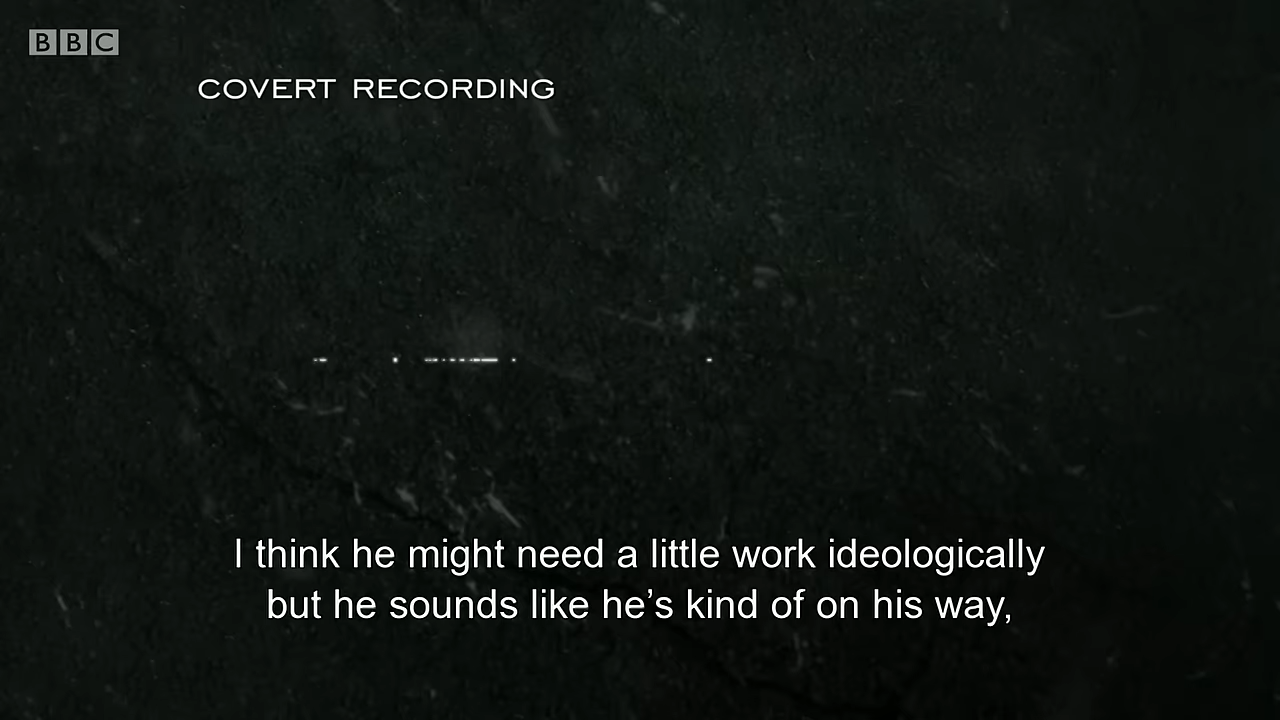 BBC
COVERT RECORDING
I think he might need a little work ideologically
but he sounds like he’s kind of on his way,